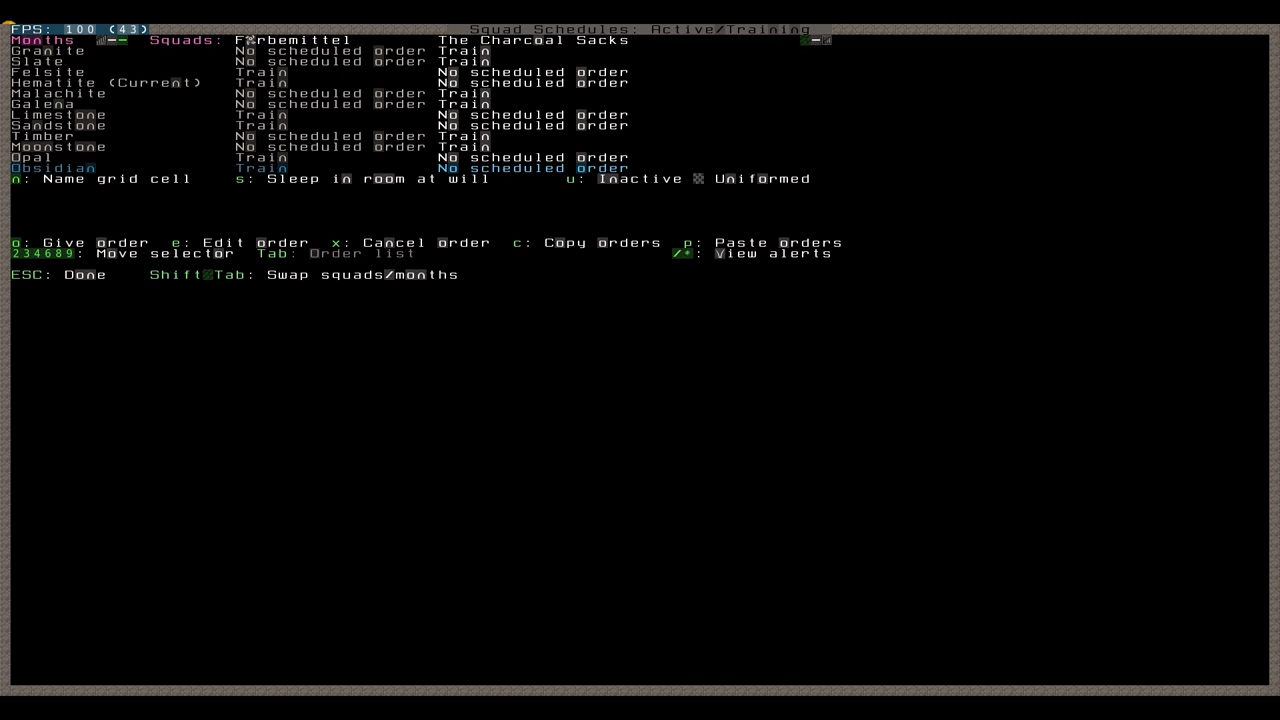 FPS: 100 (43) Squad Schedules: Active/Training
Months Squads: The Charcoal Sacks
Granite No scheduled order Train
Slate No scheduled order Train
Felsite Train No scheduled order
Hematite (Current) Train No scheduled order
Malachite No scheduled order Train
Galena No scheduled order Train
Limestone Train No scheduled order
Sandstone Train No scheduled order
Timber No scheduled order Train
Moonstone No scheduled order Train
Opal Train No scheduled order
Obsidian Train No scheduled order
n: Name grid cell s: Sleep in room at will u: Inactive Uniformed
o: Give order e: Edit order x: Cancel order c: Copy orders p: Paste orders
234689: Move selector Tab: Order list /*: View alerts
ESC: Done Shift Tab: Swap squads/months